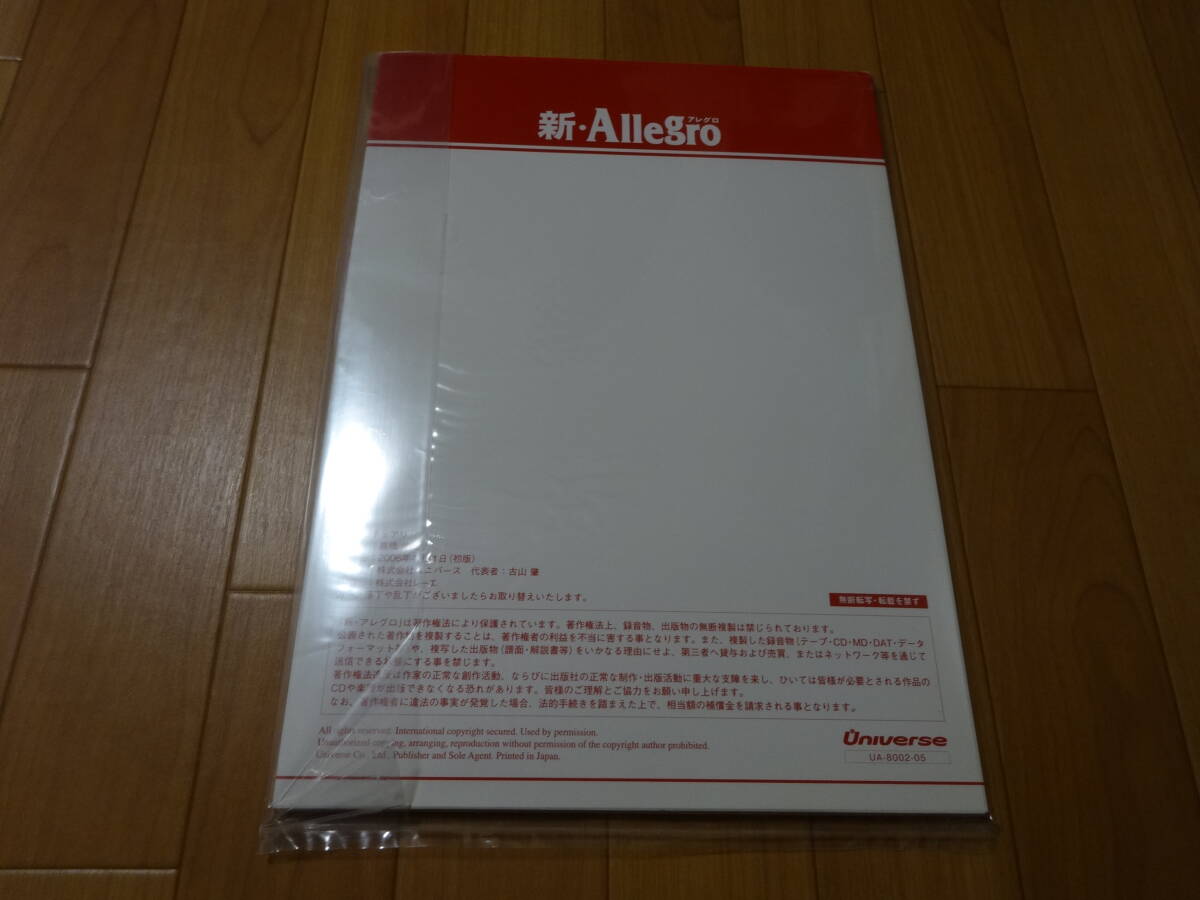 新・Allegro
アレグロ
2006年 1日(初版)
株式会社ユニバース 代表者:古山 肇
株式会社レーエ
落丁や乱丁がございましたらお取り替えいたします。
無断転写・転載を禁ず
「新・アレグロ」は著作権法により保護されています。著作権法上、録音物、出版物の無断複製は禁じられております。
公表された著作物を複製することは、著作権者の利益を不当に害する事となります。また、複製した録音物(テープ・CD・MD・DAT・データ
フォーマット等)や、複写した出版物(譜面・解説書等)をいかなる理由にせよ、第三者へ貸与および売買、またはネットワーク等を通じて
送信できる状態にする事を禁じます。
著作権法違反は作家の正常な創作活動、ならびに出版社の正常な制作・出版活動に重大な支障を来し、ひいては皆様が必要とされる作品の
CDや楽譜が出版できなくなる恐れがあります。皆様のご理解とご協力をお願い申し上げます。
なお、著作権者に違法の事実が発覚した場合、法的手続きを踏まえた上で、相当額の補償金を請求される事となります。
All rights reserved. International copyright secured. Used by permission.
Unauthorized copying, arranging, reproduction without permission of the copyright author prohibited.
Universe Co., Ltd., Publisher and Sole Agent. Printed in Japan.
Universe
UA-8002-05